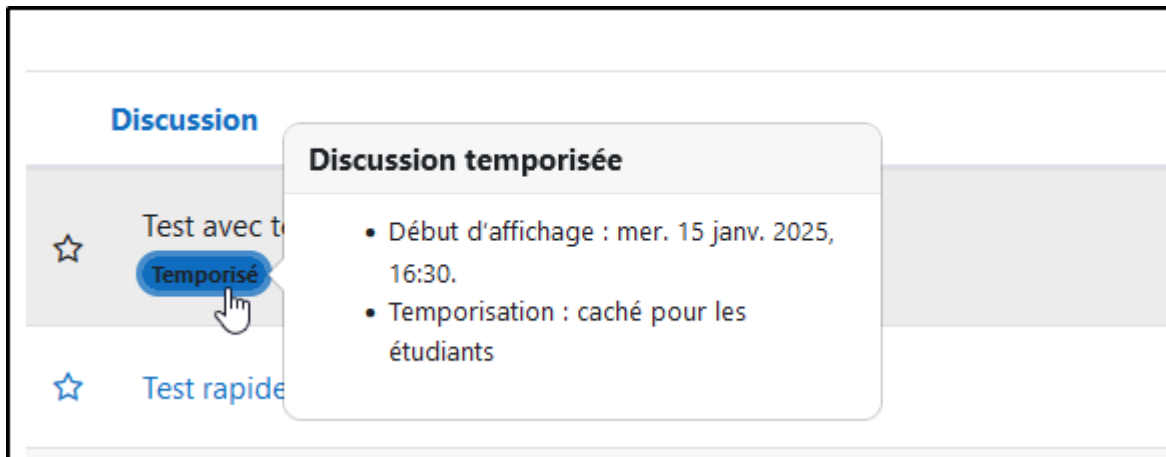 Discussion
Discussion temporisée
Test avec
Temporisé
• Début d'affichage : mer. 15 janv. 2025,
16:30.
• Temporisation : caché pour les
étudiants
Test rapide